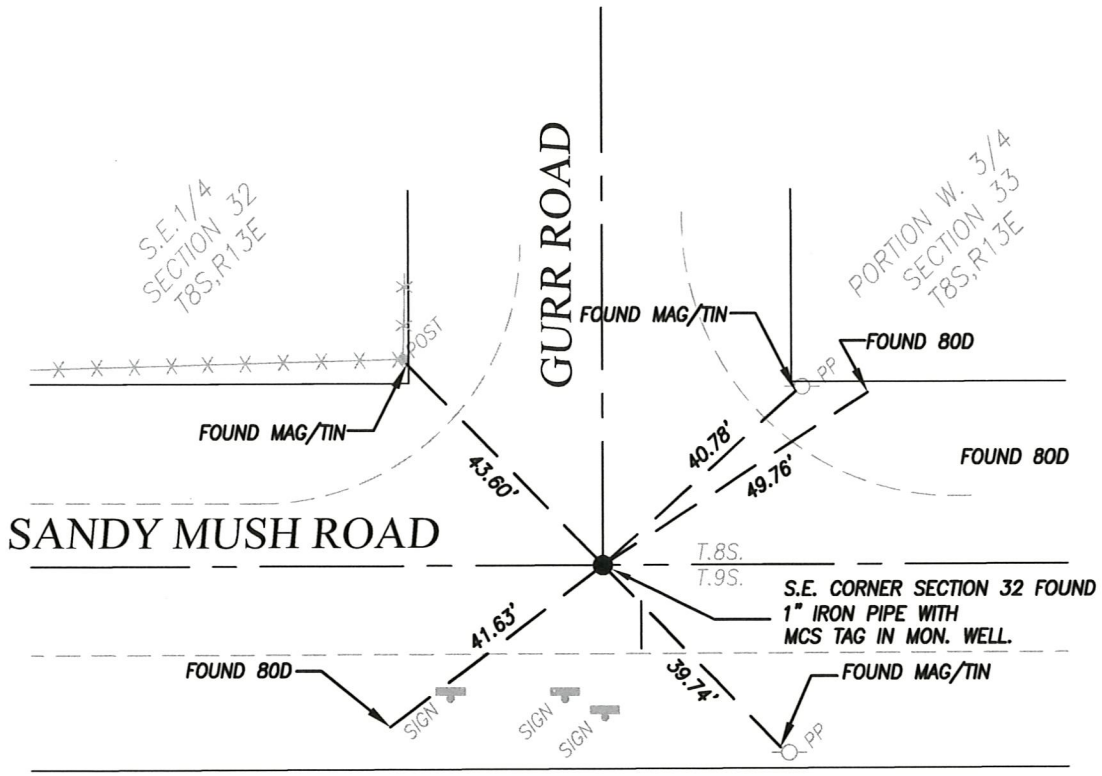 S.E.1/4
SECTION 32
T8S,R13E
GURR ROAD
PORTION W. 3/4
SECTION 33
T8S,R13E
FOUND MAG/TIN
FOUND 80D
POST
PP
FOUND MAG/TIN
43.60'
40.78'
49.76'
FOUND 80D
SANDY MUSH ROAD
T.8S.
T.9S.
S.E. CORNER SECTION 32 FOUND
1" IRON PIPE WITH
MCS TAG IN MON. WELL.
41.63'
39.74'
FOUND 80D
FOUND MAG/TIN
SIGN
SIGN
SIGN
PP